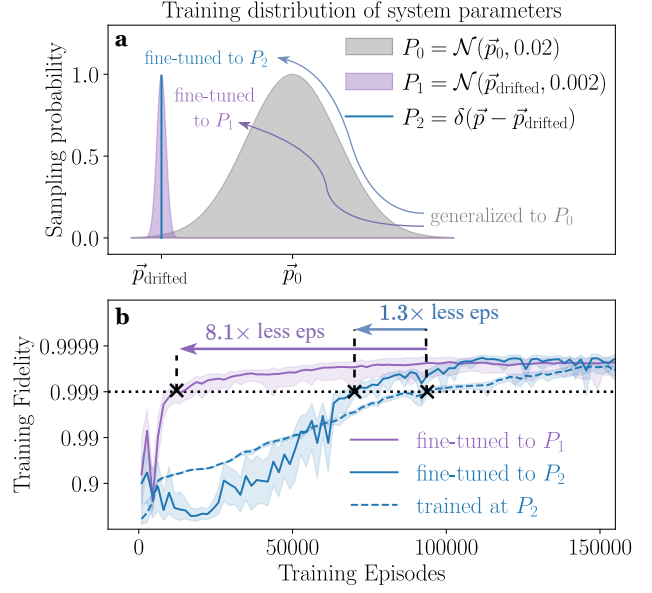 Training distribution of system parameters
a
fine-tuned to P₂
fine-tuned
to P₁
P₀ = 𝒩(p⃗₀, 0.02)
P₁ = 𝒩(p⃗drifted, 0.002)
P₂ = δ(p⃗ − p⃗drifted)
generalized to P₀
Sampling probability
1.0
0.5
0.0
p⃗drifted
p⃗₀
b
8.1× less eps
1.3× less eps
Training Fidelity
0.9999
0.999
0.99
0.9
fine-tuned to P₁
fine-tuned to P₂
trained at P₂
0
50000
100000
150000
Training Episodes